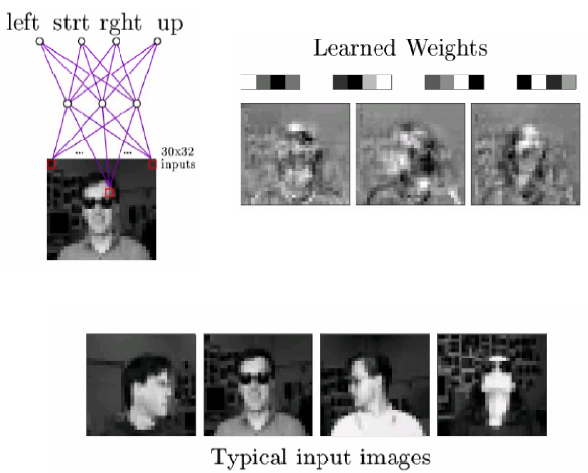 left strt rght up
30x32
inputs
Learned Weights
Typical input images